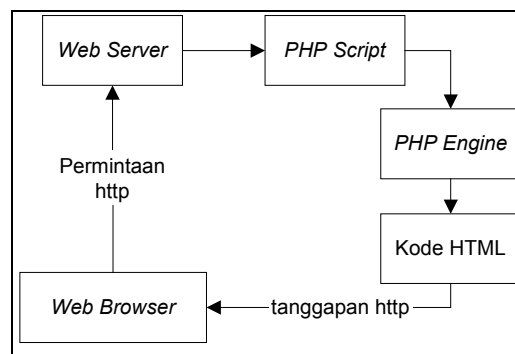 Web Server
PHP Script
PHP Engine
Permintaan
http
Kode HTML
Web Browser
tanggapan http